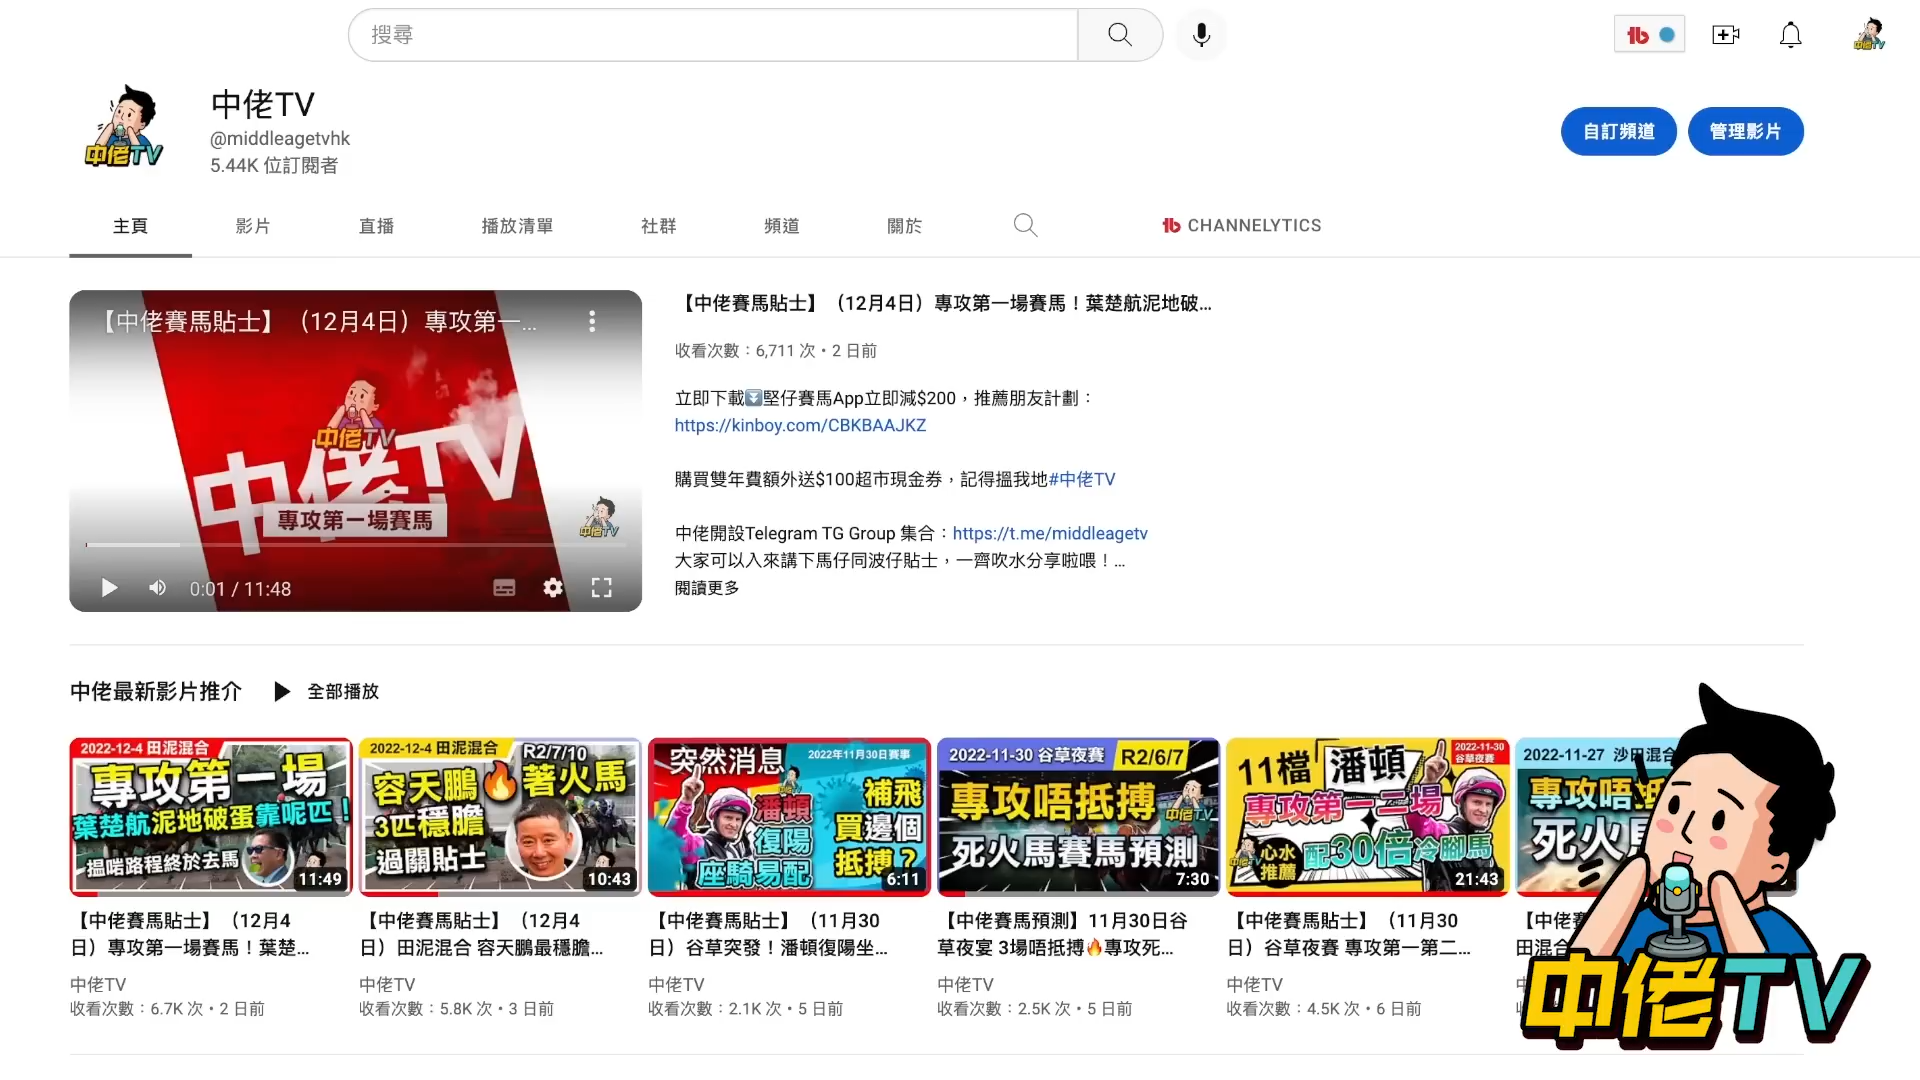 搜尋
中佬TV
中佬TV
@middleagetvhk
5.44K 位訂閱者
自訂頻道
管理影片
主頁
影片
直播
播放清單
社群
頻道
關於
CHANNELYTICS
【中佬賽馬貼士】（12月4日）專攻第一...
中佬TV
中佬TV
專攻第一場賽馬
中佬TV
0:01 / 11:48
【中佬賽馬貼士】（12月4日）專攻第一場賽馬！葉楚航泥地破...
收看次數：6,711 次・2 日前
立即下載⏬堅仔賽馬App立即減$200，推薦朋友計劃：
https://kinboy.com/CBKBAAJKZ
購買雙年費額外送$100超市現金券，記得搵我地#中佬TV
中佬開設Telegram TG Group 集合：https://t.me/middleagetv
大家可以入來講下馬仔同波仔貼士，一齊吹水分享啦喂！...
閱讀更多
中佬最新影片推介
全部播放
2022-12-4 田泥混合
專攻第一場
葉楚航泥地破蛋靠呢匹！
搵啱路程終於去馬
11:49
【中佬賽馬貼士】（12月4
日）專攻第一場賽馬！葉楚...
中佬TV
收看次數：6.7K 次・2 日前
2022-12-4 田泥混合
R2/7/10
容天鵬🔥著火馬
3匹穩膽
過關貼士
10:43
【中佬賽馬貼士】（12月4
日）田泥混合 容天鵬最穩膽...
中佬TV
收看次數：5.8K 次・3 日前
突然消息
2022年11月30日賽事
潘頓
復陽
座騎易配
補飛
買邊個
抵搏？
6:11
【中佬賽馬貼士】（11月30
日）谷草突發！潘頓復陽坐...
中佬TV
收看次數：2.1K 次・5 日前
2022-11-30 谷草夜賽
R2/6/7
專攻唔抵搏
中佬TV
死火馬賽馬預測
7:30
【中佬賽馬預測】11月30日谷
草夜宴 3場唔抵搏🔥專攻死...
中佬TV
收看次數：2.5K 次・5 日前
2022-11-30
谷草夜賽
11檔
潘頓
專攻第一二場
心水
推薦
配30倍冷腳馬
21:43
【中佬賽馬貼士】（11月30
日）谷草夜賽 專攻第一第二...
中佬TV
收看次數：4.5K 次・6 日前
2022-11-27 沙田混合
專攻唔抵
死火馬
【中佬
田混合
中佬TV